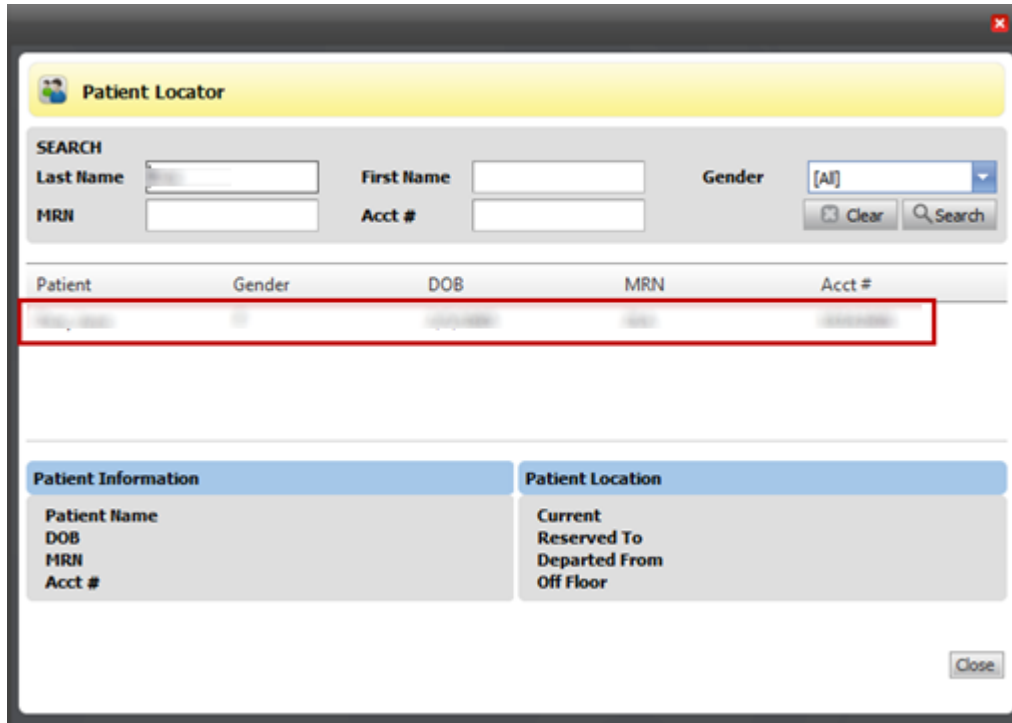 Patient Locator
SEARCH
Last Name First Name Gender [All]
MRN Acct # Clear Search
Patient Gender DOB MRN Acct #
Patient Information Patient Location
Patient Name Current
DOB Reserved To
MRN Departed From
Acct # Off Floor
Close